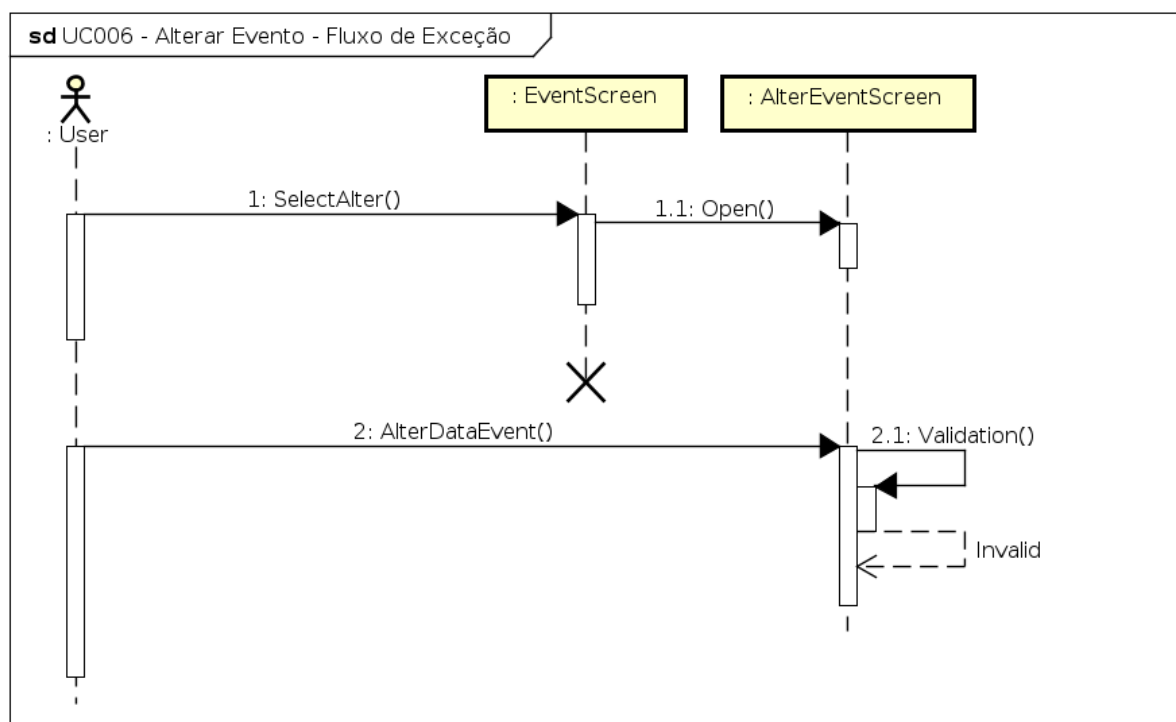 sd UC006 - Alterar Evento - Fluxo de Exceção
: User
: EventScreen
: AlterEventScreen
1: SelectAlter()
1.1: Open()
2: AlterDataEvent()
2.1: Validation()
Invalid